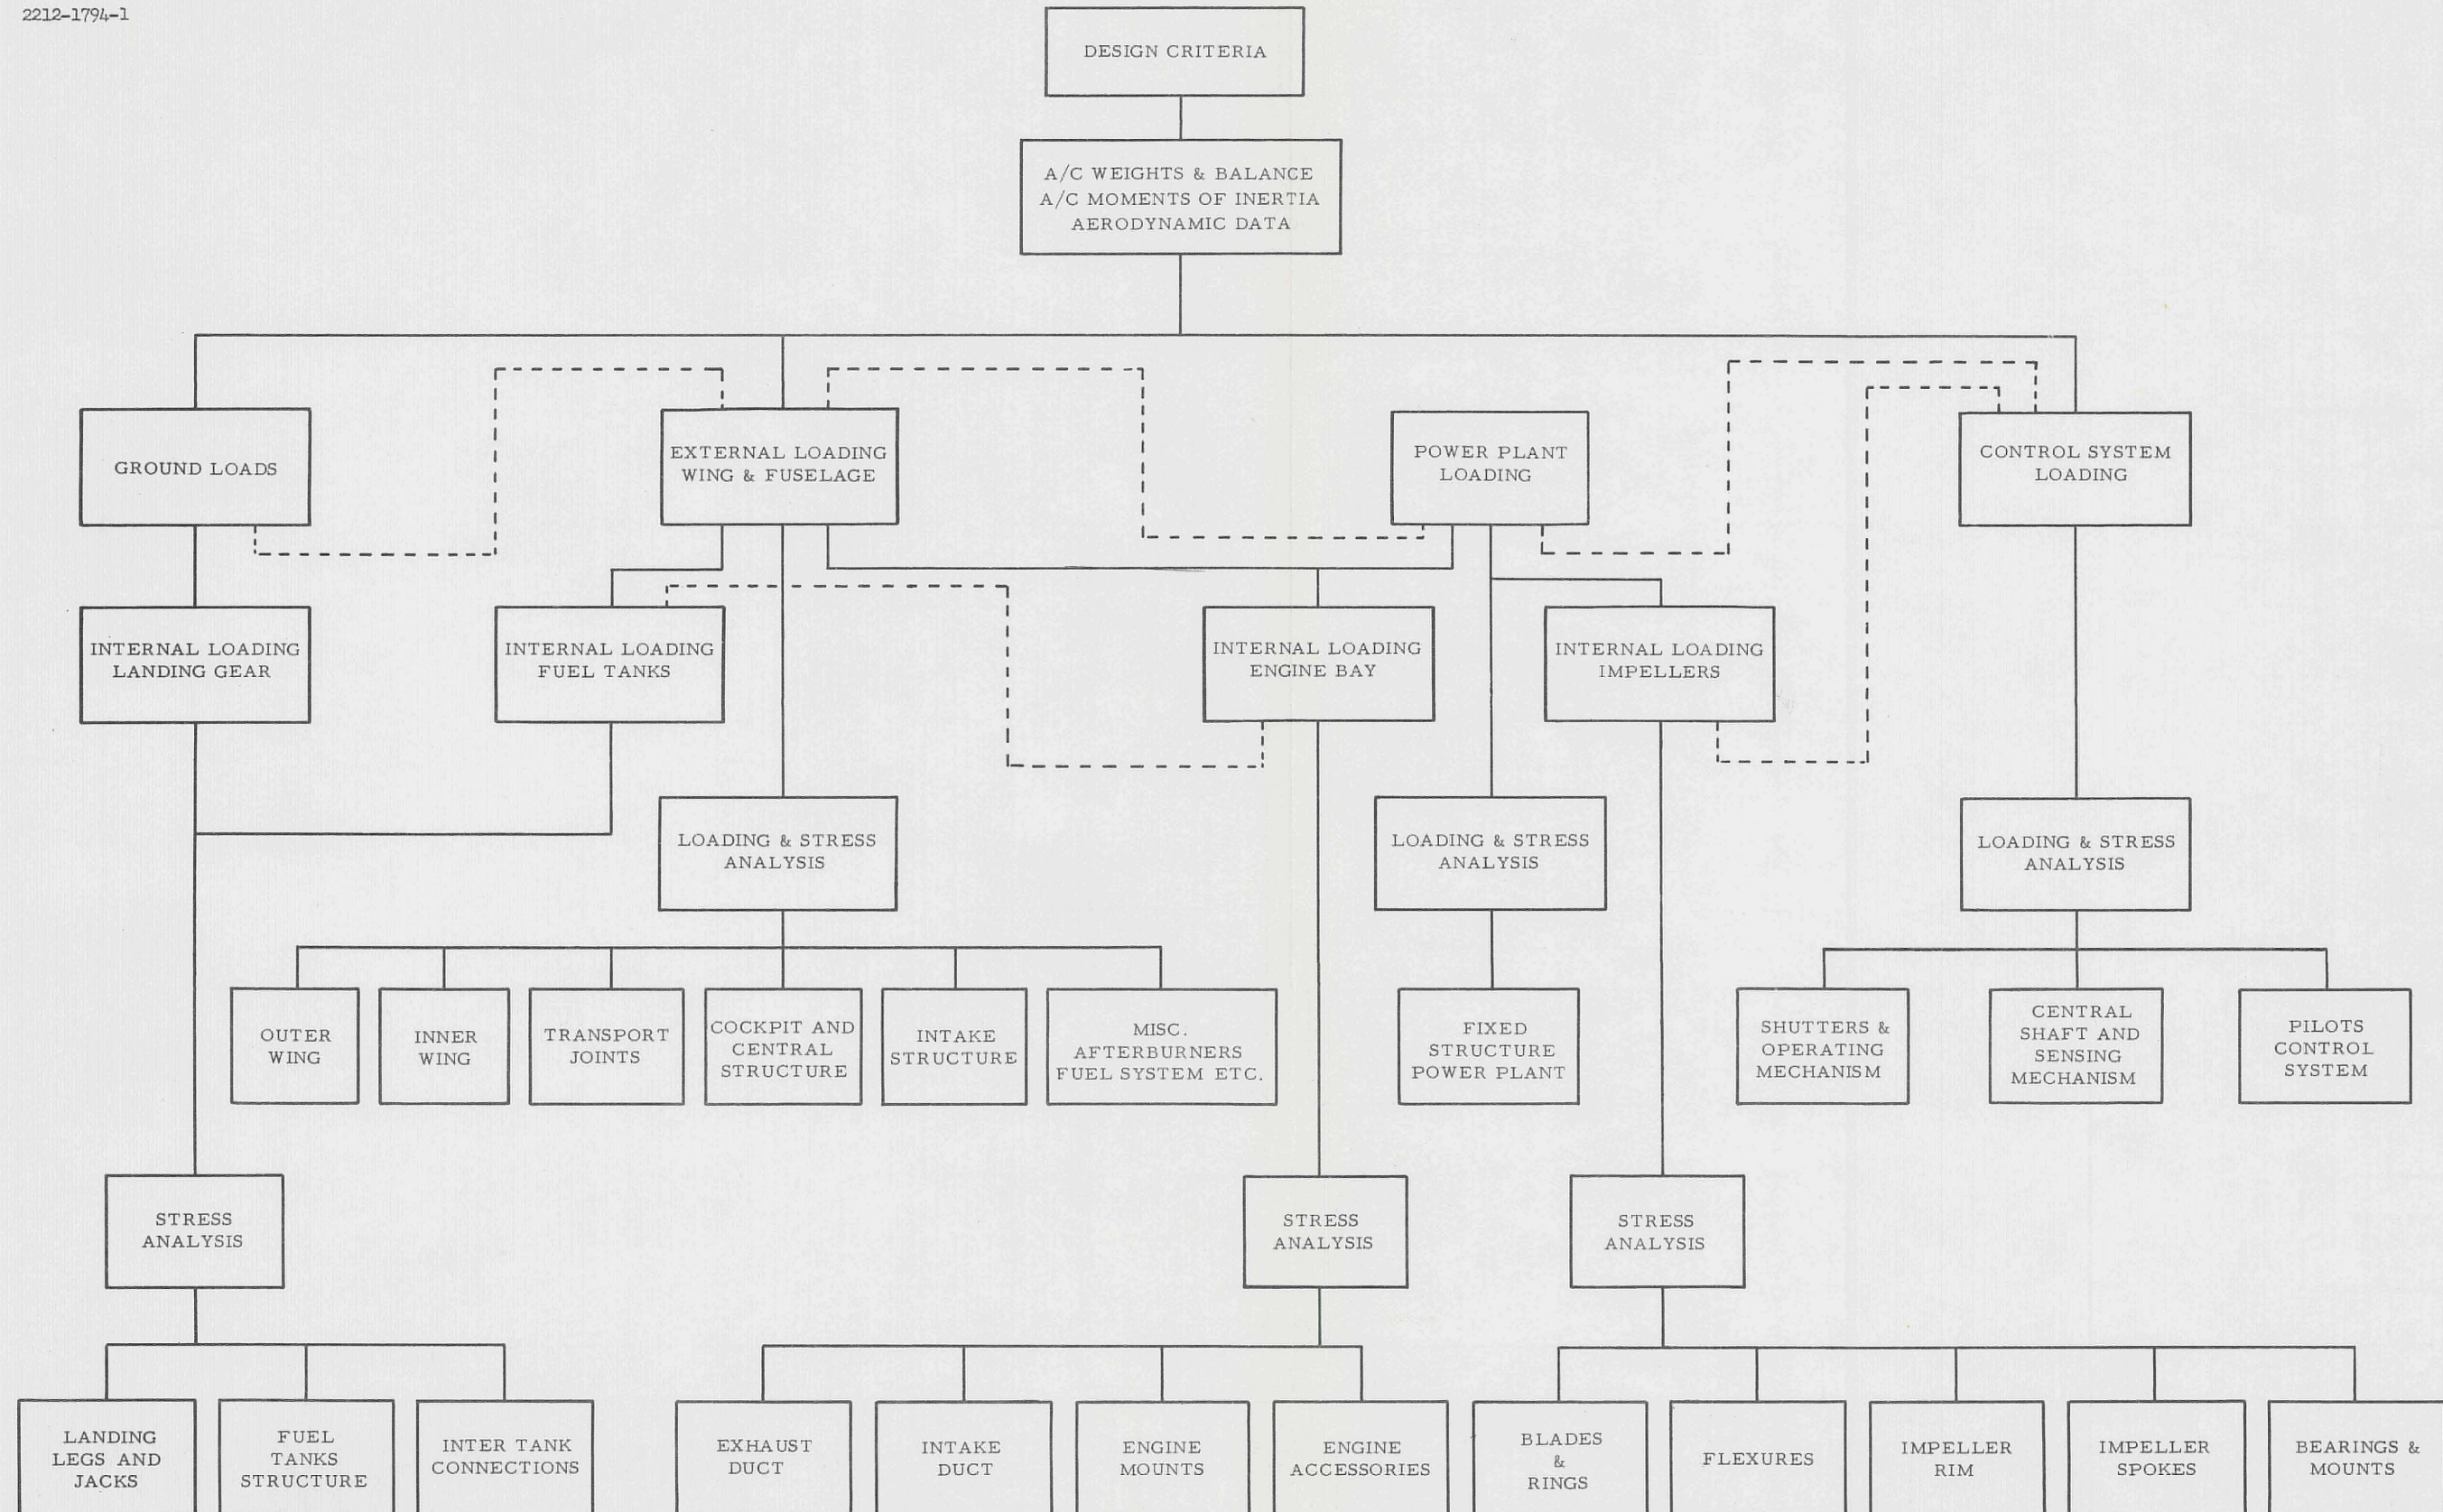 2212-1794-1
DESIGN CRITERIA
A/C WEIGHTS & BALANCE
A/C MOMENTS OF INERTIA
AERODYNAMIC DATA
GROUND LOADS
EXTERNAL LOADING
WING & FUSELAGE
POWER PLANT
LOADING
CONTROL SYSTEM
LOADING
INTERNAL LOADING
LANDING GEAR
INTERNAL LOADING
FUEL TANKS
INTERNAL LOADING
ENGINE BAY
INTERNAL LOADING
IMPELLERS
LOADING & STRESS
ANALYSIS
LOADING & STRESS
ANALYSIS
LOADING & STRESS
ANALYSIS
OUTER
WING
INNER
WING
TRANSPORT
JOINTS
COCKPIT AND
CENTRAL
STRUCTURE
INTAKE
STRUCTURE
MISC.
AFTERBURNERS
FUEL SYSTEM ETC.
FIXED
STRUCTURE
POWER PLANT
SHUTTERS &
OPERATING
MECHANISM
CENTRAL
SHAFT AND
SENSING
MECHANISM
PILOTS
CONTROL
SYSTEM
STRESS
ANALYSIS
STRESS
ANALYSIS
STRESS
ANALYSIS
LANDING
LEGS AND
JACKS
FUEL
TANKS
STRUCTURE
INTER TANK
CONNECTIONS
EXHAUST
DUCT
INTAKE
DUCT
ENGINE
MOUNTS
ENGINE
ACCESSORIES
BLADES
&
RINGS
FLEXURES
IMPELLER
RIM
IMPELLER
SPOKES
BEARINGS &
MOUNTS